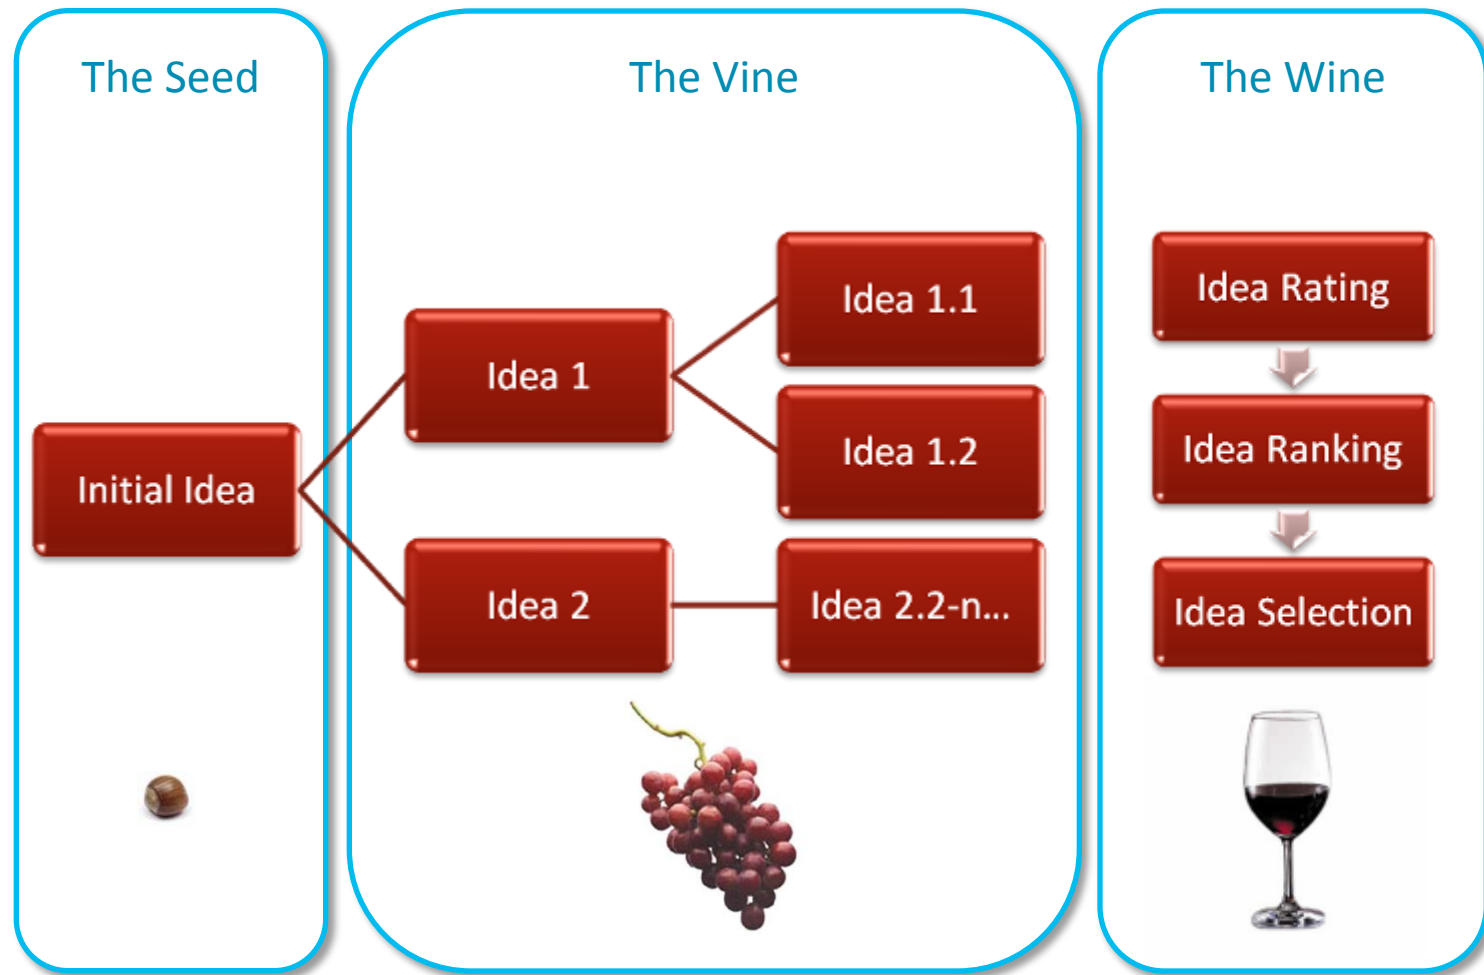 The Seed
Initial Idea
The Vine
Idea 1
Idea 2
Idea 1.1
Idea 1.2
Idea 2.2-n...
The Wine
Idea Rating
Idea Ranking
Idea Selection